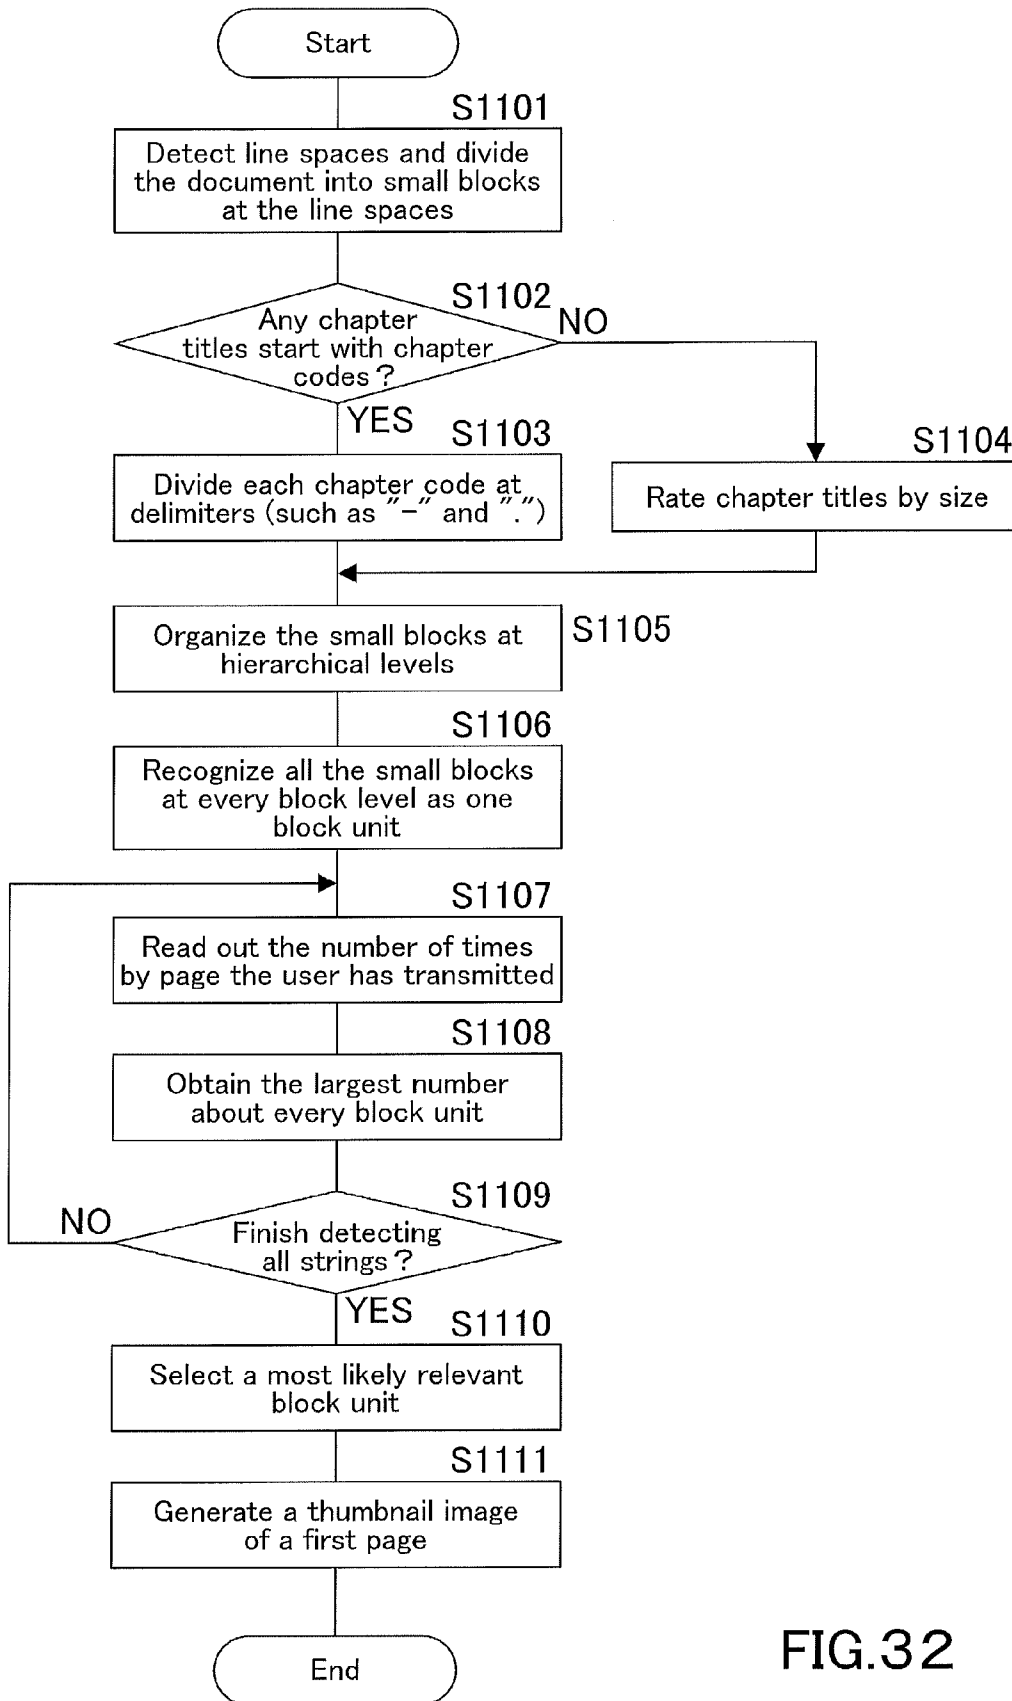 Start
S1101
Detect line spaces and divide
the document into small blocks
at the line spaces
S1102
Any chapter
titles start with chapter
codes?
NO
YES
S1103
Divide each chapter code at
delimiters (such as "-" and ".")
S1104
Rate chapter titles by size
Organize the small blocks at
hierarchical levels
S1105
S1106
Recognize all the small blocks
at every block level as one
block unit
S1107
Read out the number of times
by page the user has transmitted
S1108
Obtain the largest number
about every block unit
S1109
NO
Finish detecting
all strings?
YES
S1110
Select a most likely relevant
block unit
S1111
Generate a thumbnail image
of a first page
End
FIG.32